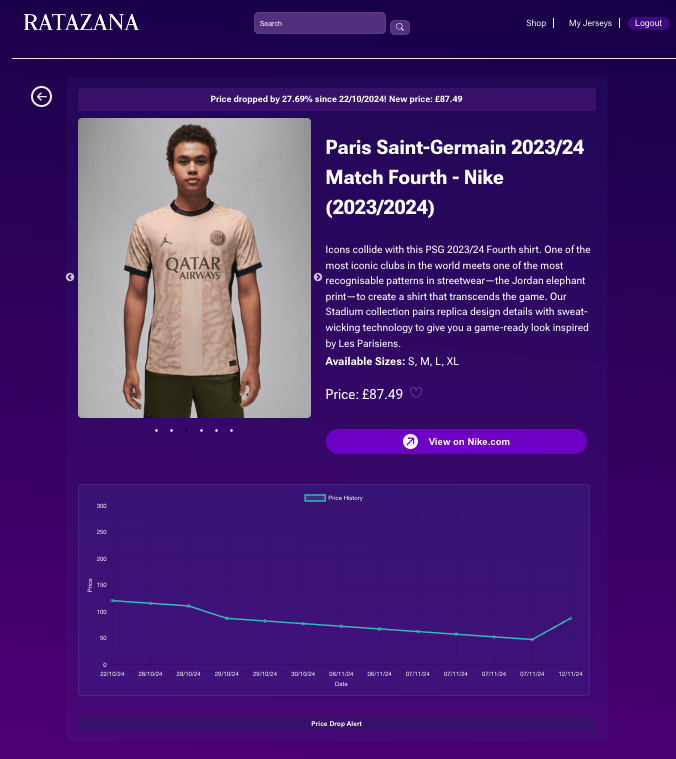 RATAZANA
Search
Shop
My Jerseys
Logout
Price dropped by 27.69% since 22/10/2024! New price: £87.49
QATAR
AIRWAYS
Paris Saint-Germain 2023/24
Match Fourth - Nike
(2023/2024)
Icons collide with this PSG 2023/24 Fourth shirt. One of the
most iconic clubs in the world meets one of the most
recognisable patterns in streetwear—the Jordan elephant
print—to create a shirt that transcends the game. Our
Stadium collection pairs replica design details with sweat-
wicking technology to give you a game-ready look inspired
by Les Parisiens.
Available Sizes: S, M, L, XL
Price: £87.49
View on Nike.com
Price History
300
250
200
150
100
50
0
Price
22/10/24 28/10/24 28/10/24 29/10/24 29/10/24 30/10/24 06/11/24 06/11/24 07/11/24 07/11/24 07/11/24 07/11/24 12/11/24
Date
Price Drop Alert